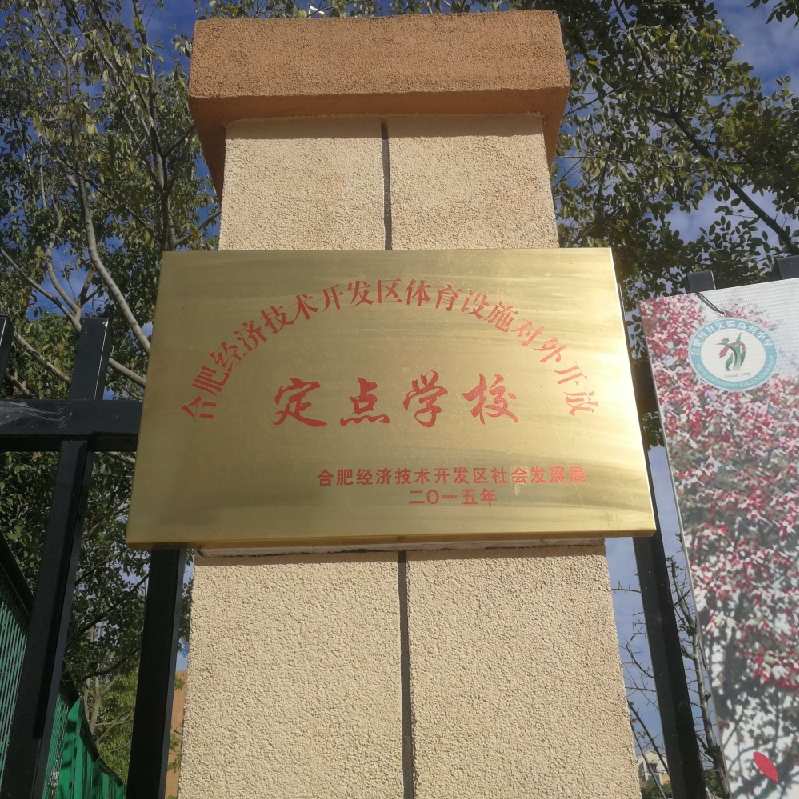 合肥经济技术开发区体育设施对外开放
定点学校
合肥经济技术开发区社会发展局
二〇一五年